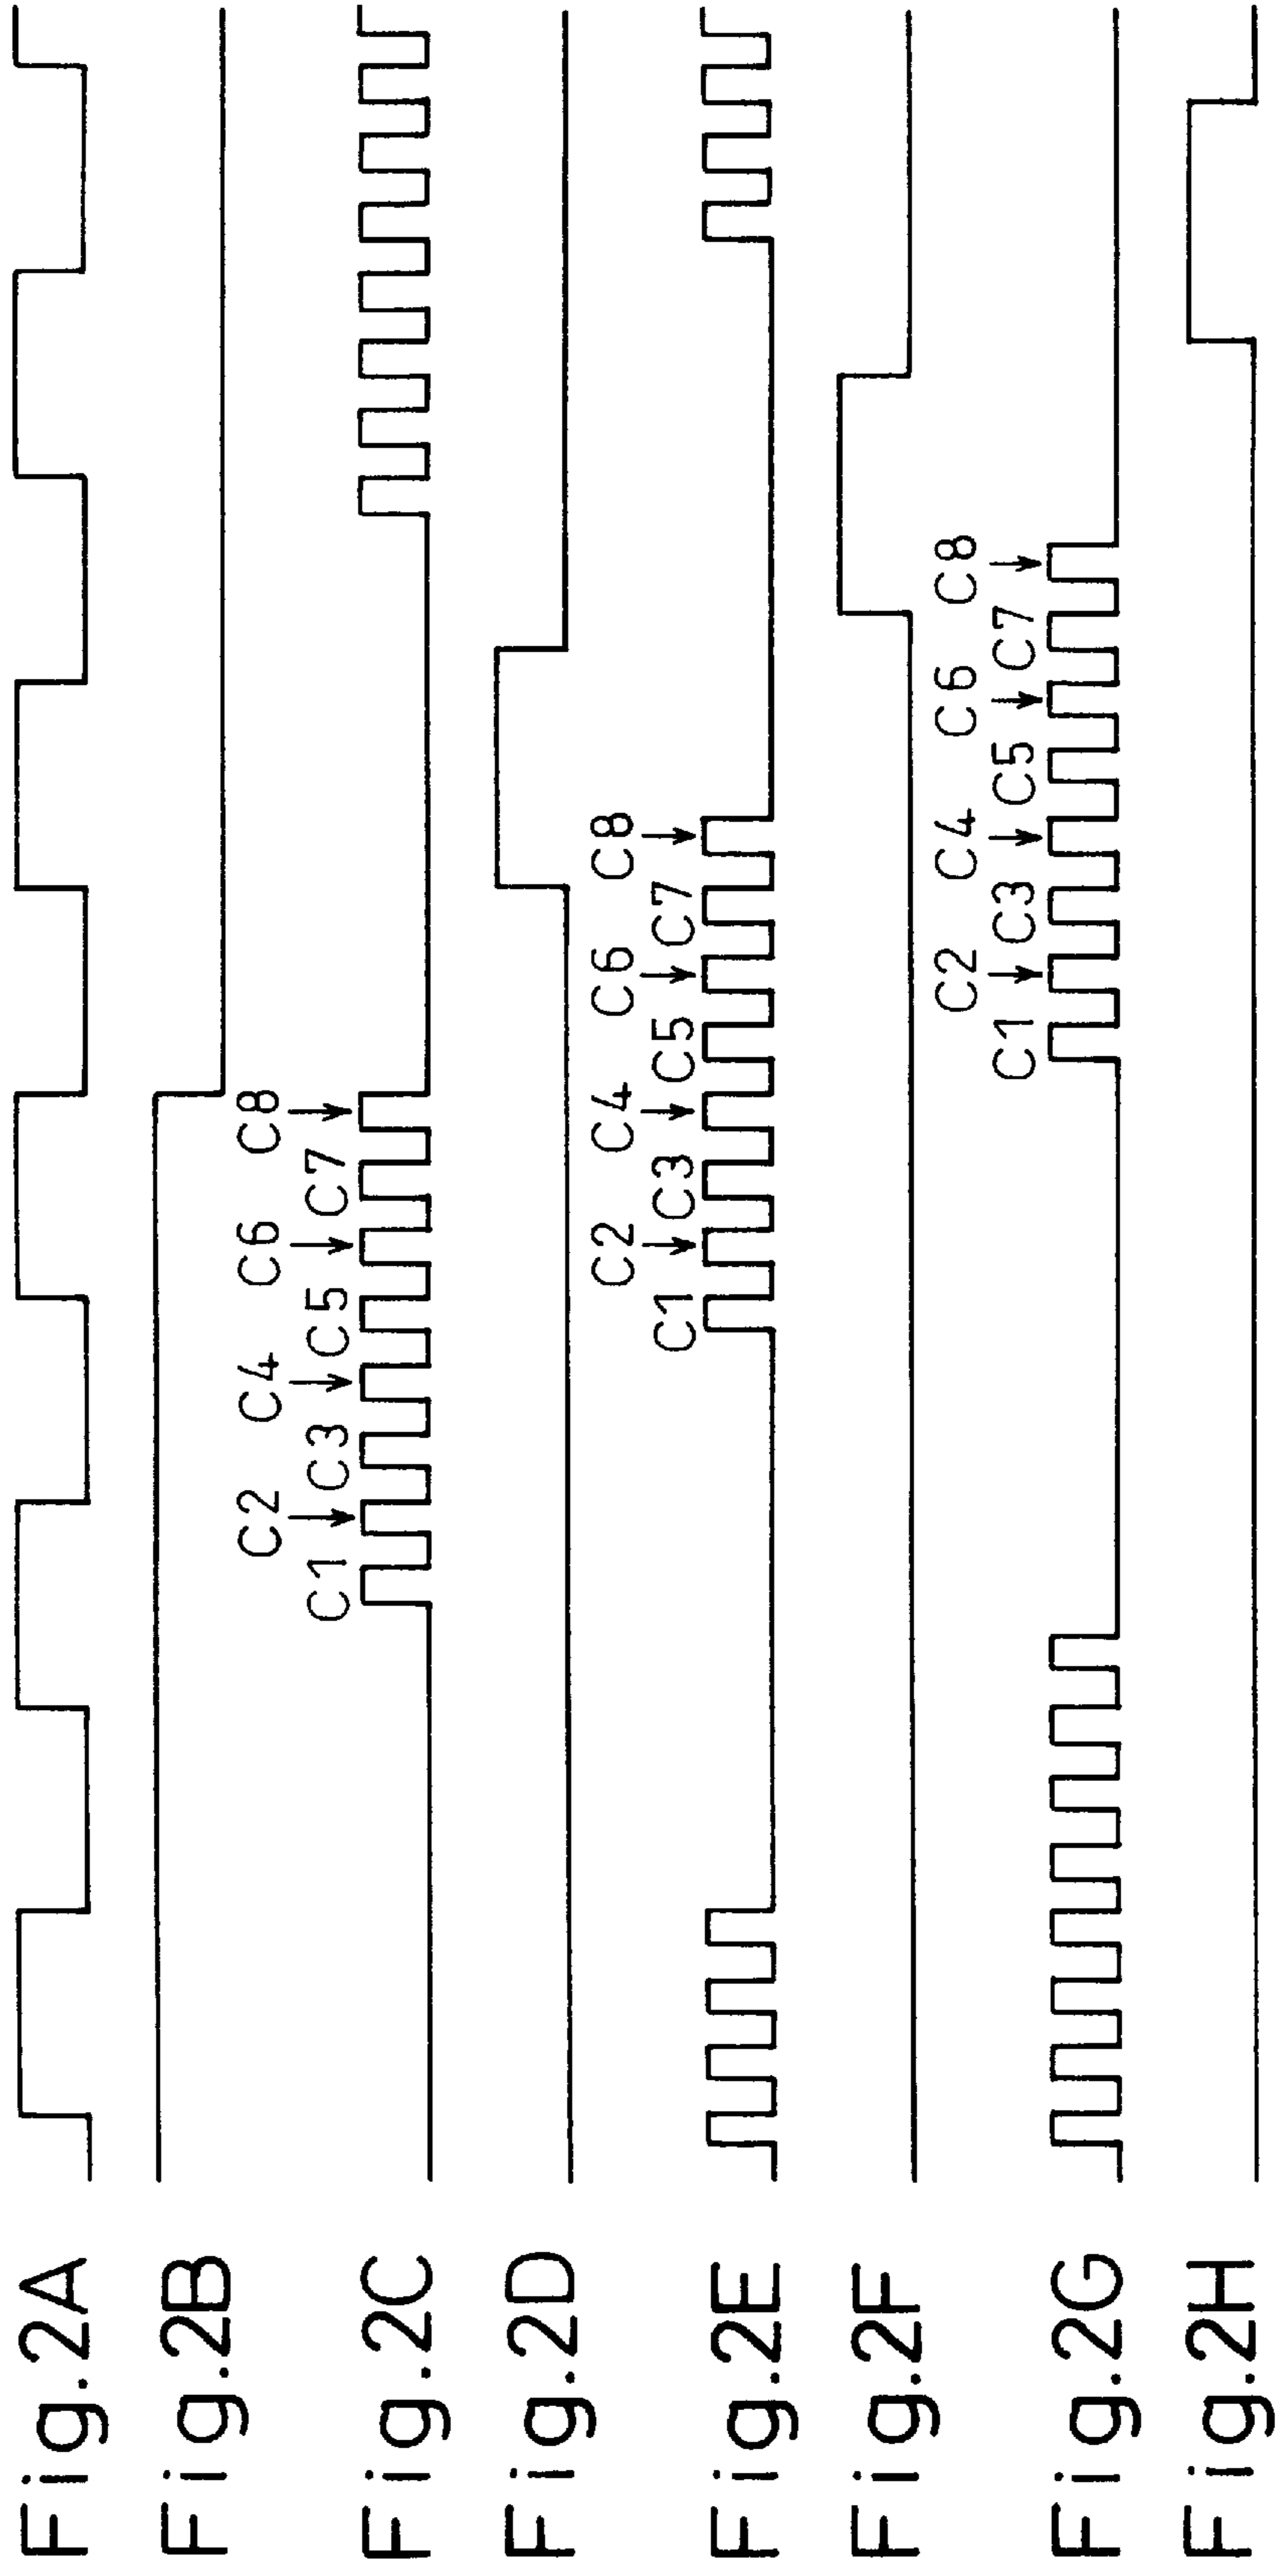 Fig.2A
Fig.2B
C1 C2 C3 C4 C5 C6 C7 C8
Fig.2C
Fig.2D
C1 C2 C3 C4 C5 C6 C7 C8
Fig.2E
Fig.2F
C1 C2 C3 C4 C5 C6 C7 C8
Fig.2G
Fig.2H